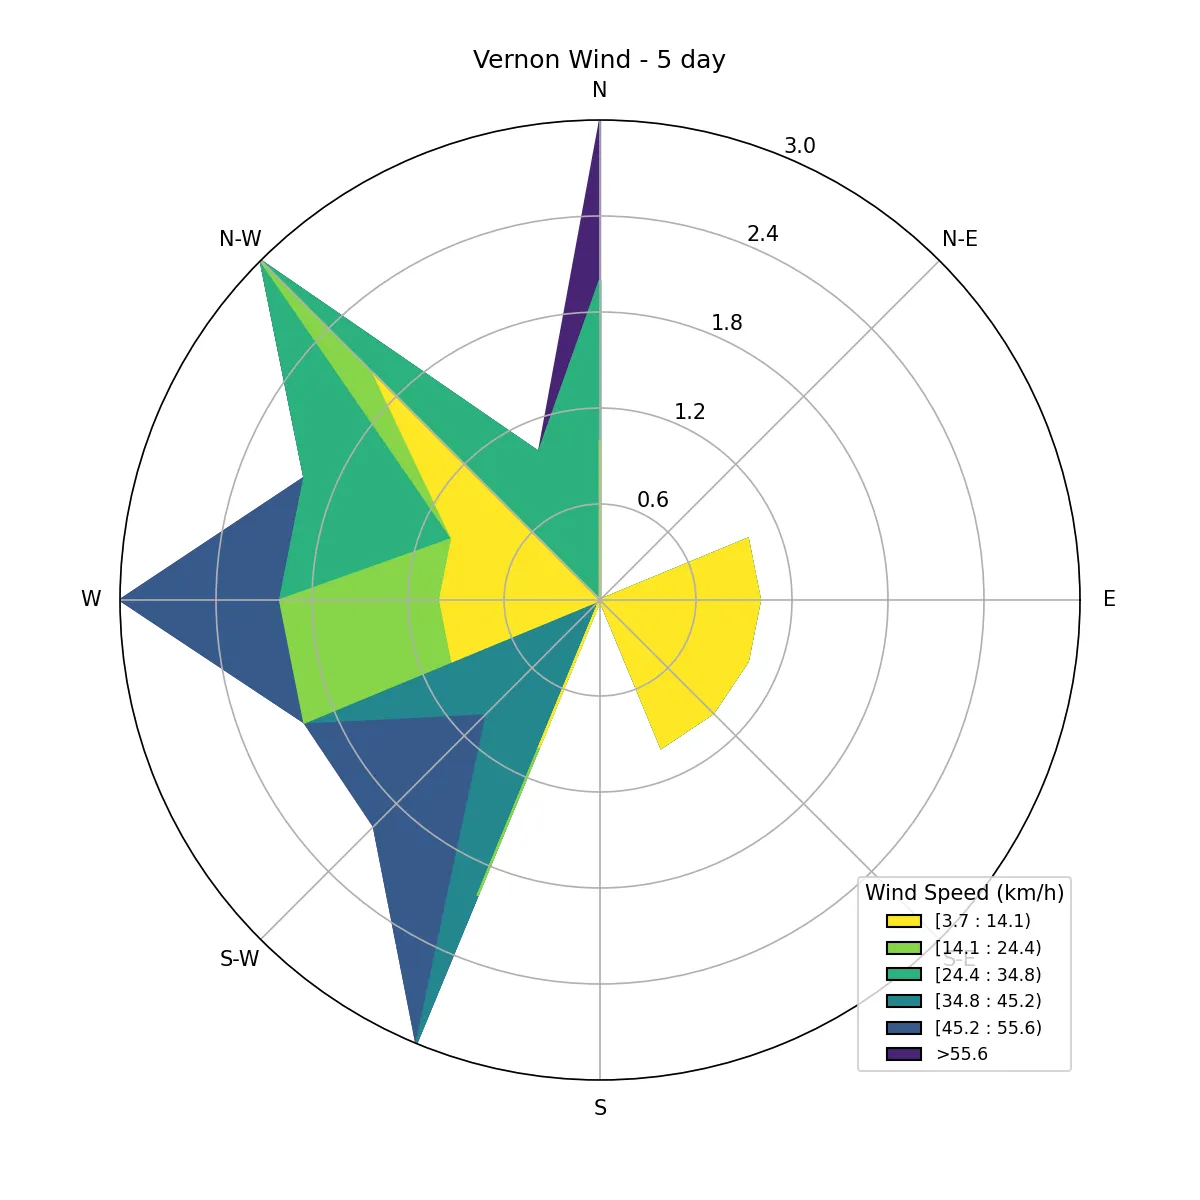 Vernon Wind - 5 day
N
3.0
N-W
2.4
N-E
1.8
1.2
0.6
W
E
Wind Speed (km/h)
[3.7 : 14.1)
[14.1 : 24.4)
S-W
S-E
[24.4 : 34.8)
[34.8 : 45.2)
[45.2 : 55.6)
>55.6
S